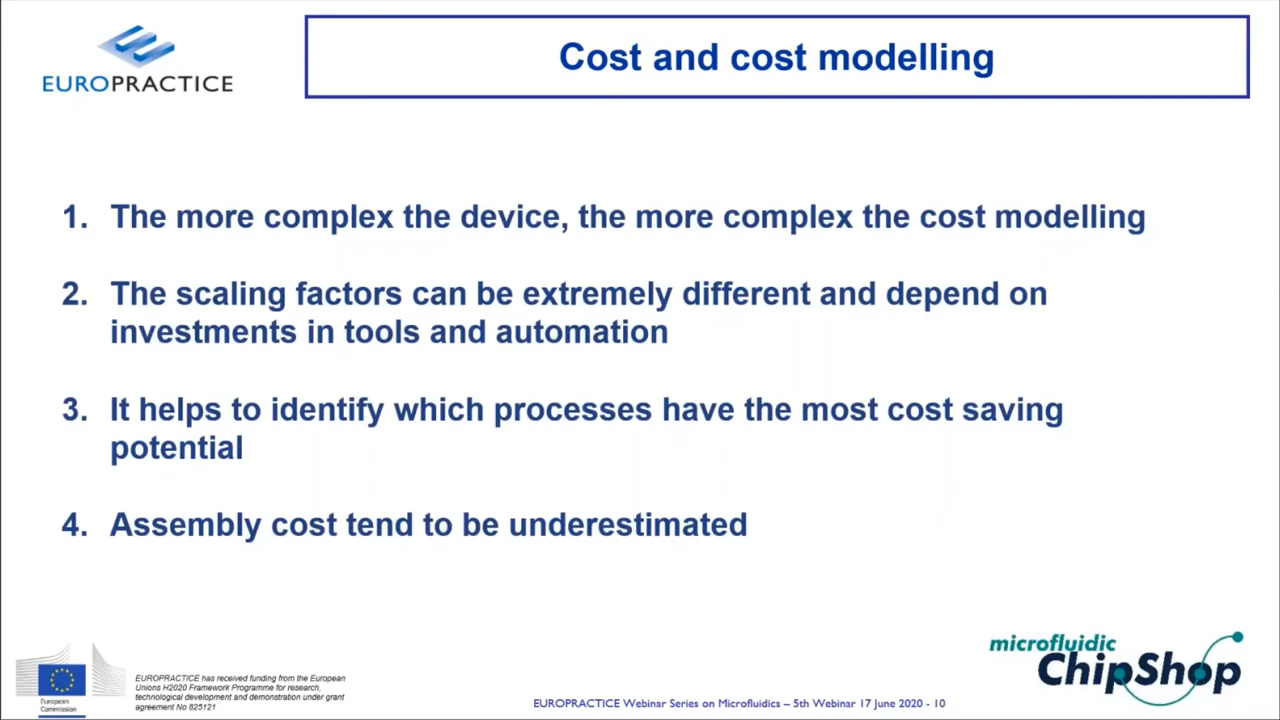 EUROPRACTICE
Cost and cost modelling
1. The more complex the device, the more complex the cost modelling
2. The scaling factors can be extremely different and depend on
investments in tools and automation
3. It helps to identify which processes have the most cost saving
potential
4. Assembly cost tend to be underestimated
European
Commission
EUROPRACTICE has received funding from the European
Unions H2020 Framework Programme for research,
technological development and demonstration under grant
agreement No 825121
EUROPRACTICE Webinar Series on Microfluidics – 5th Webinar 17 June 2020 - 10
microfluidic
ChipShop